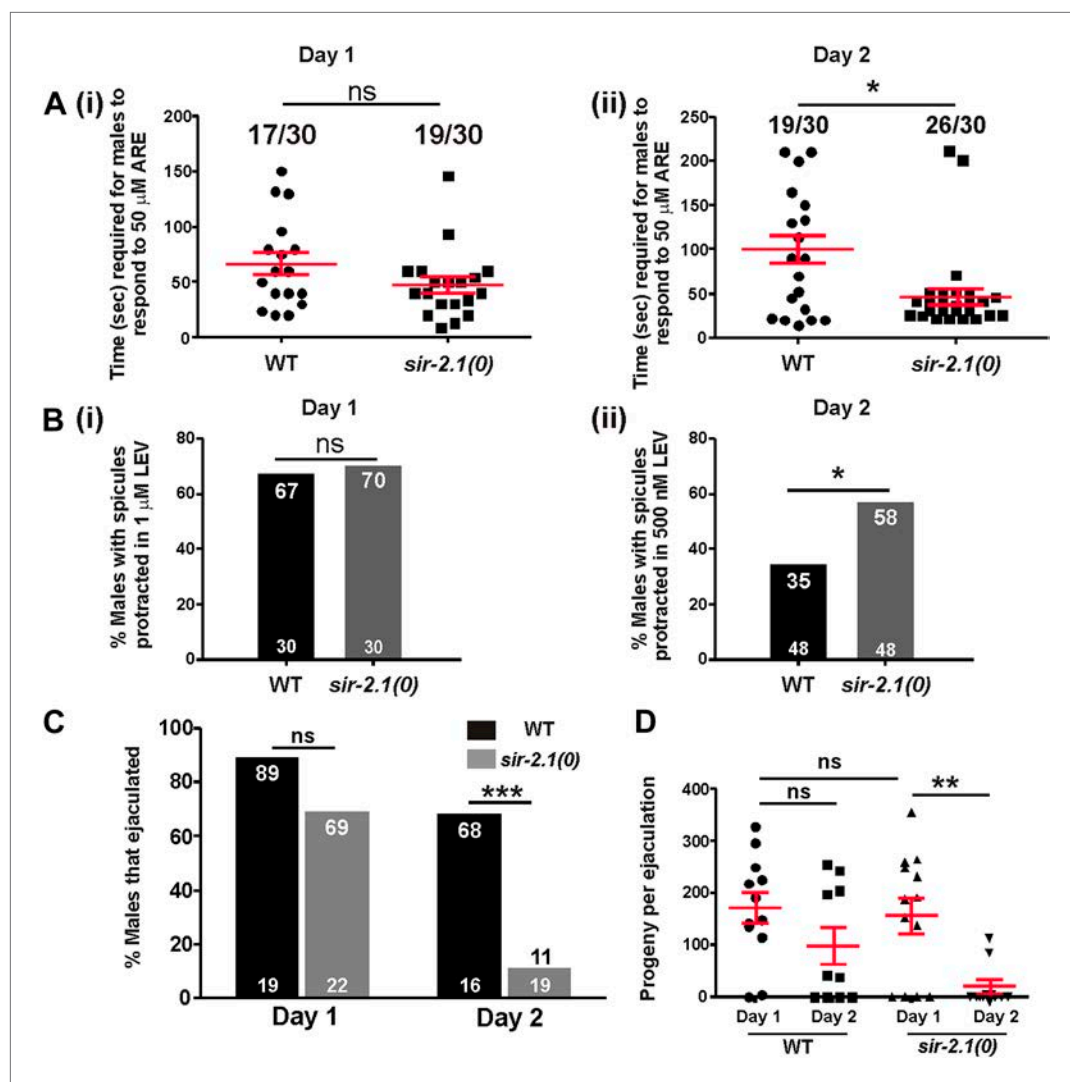 Day 1
Day 2
A (i)
ns
(ii)
*
Time (sec) required for males to
respond to 50 μM ARE
200
150
100
50
0
17/30
19/30
WT
sir-2.1(0)
Time (sec) required for males to
respond to 50 μM ARE
250
200
150
100
50
0
19/30
26/30
WT
sir-2.1(0)
B (i)
Day 1
(ii)
Day 2
% Males with spicules
protracted in 1 μM LEV
80
60
40
20
0
ns
67
70
30
30
WT
sir-2.1(0)
% Males with spicules
protracted in 500 nM LEV
80
60
40
20
0
*
35
58
48
48
WT
sir-2.1(0)
C
% Males that ejaculated
100
80
60
40
20
0
WT
sir-2.1(0)
ns
***
89
69
68
11
19
22
16
19
Day 1
Day 2
D
Progeny per ejaculation
400
300
200
100
0
ns
ns
**
Day 1
Day 2
Day 1
Day 2
WT
sir-2.1(0)